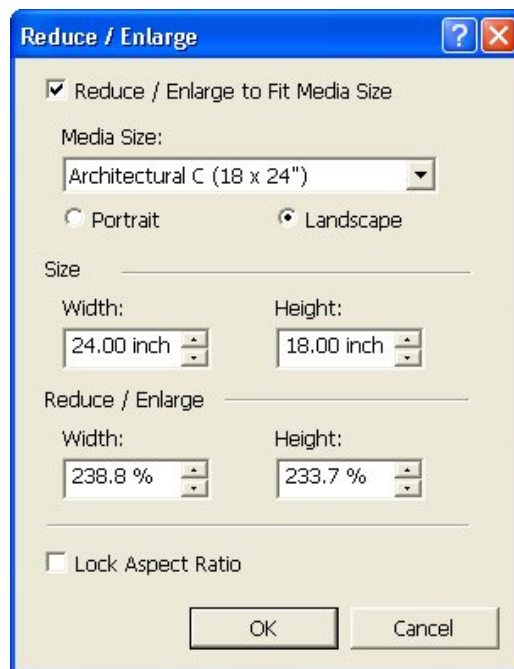 Reduce / Enlarge
Reduce / Enlarge to Fit Media Size
Media Size:
Architectural C (18 x 24")
Portrait Landscape
Size
Width: Height:
24.00 inch 18.00 inch
Reduce / Enlarge
Width: Height:
238.8 % 233.7 %
Lock Aspect Ratio
OK Cancel